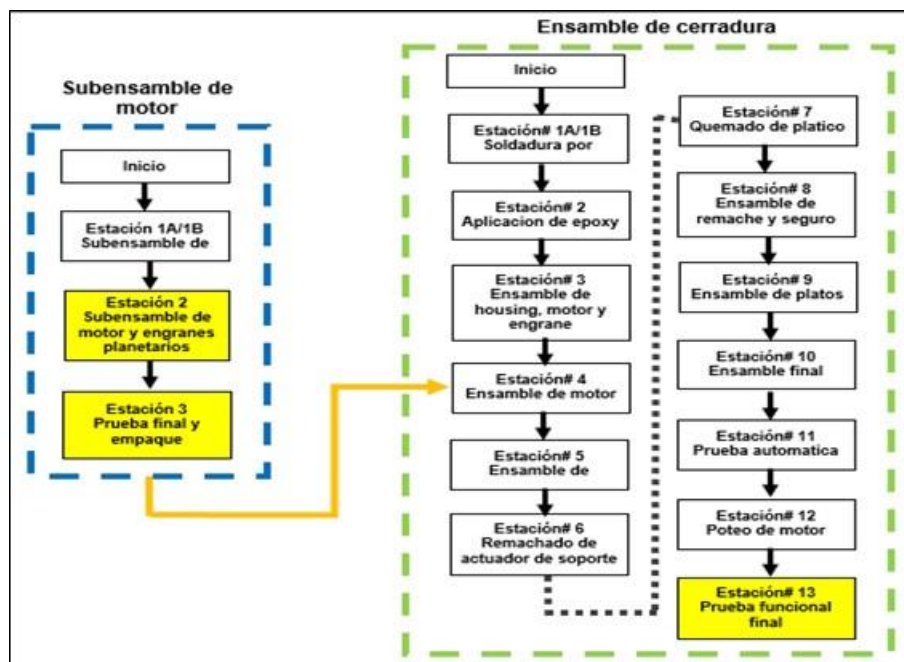 Subensamble de
motor
Inicio
Estación 1A/1B
Subensamble de
Estación 2
Subensamble de
motor y engranes
planetarios
Estación 3
Prueba final y
empaque
Ensamble de cerradura
Inicio
Estación# 1A/1B
Soldadura por
Estación# 2
Aplicacion de epoxy
Estación# 3
Ensamble de
housing, motor y
engrane
Estación# 4
Ensamble de motor
Estación# 5
Ensamble de
Estación #6
Remachado de
actuador de soporte
Estación# 7
Quemado de platico
Estación# 8
Ensamble de
remache y seguro
Estación# 9
Ensamble de platos
Estación# 10
Ensamble final
Estación# 11
Prueba automatica
Estación# 12
Poteo de motor
Estación# 13
Prueba funcional
final